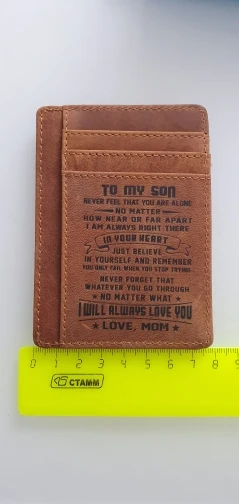 TO MY SON
NEVER FEEL THAT YOU ARE ALONE
NO MATTER
HOW NEAR OR FAR APART
I AM ALWAYS RIGHT THERE
IN YOUR HEART
JUST BELIEVE
IN YOURSELF AND REMEMBER
YOU ONLY FAIL WHEN YOU STOP TRYING
NEVER FORGET THAT
WHATEVER YOU GO THROUGH
★ NO MATTER WHAT ★
I WILL ALWAYS LOVE YOU
★ LOVE, MOM ★
0 1 2 3 4 5 6 7 8 9
СТАММ